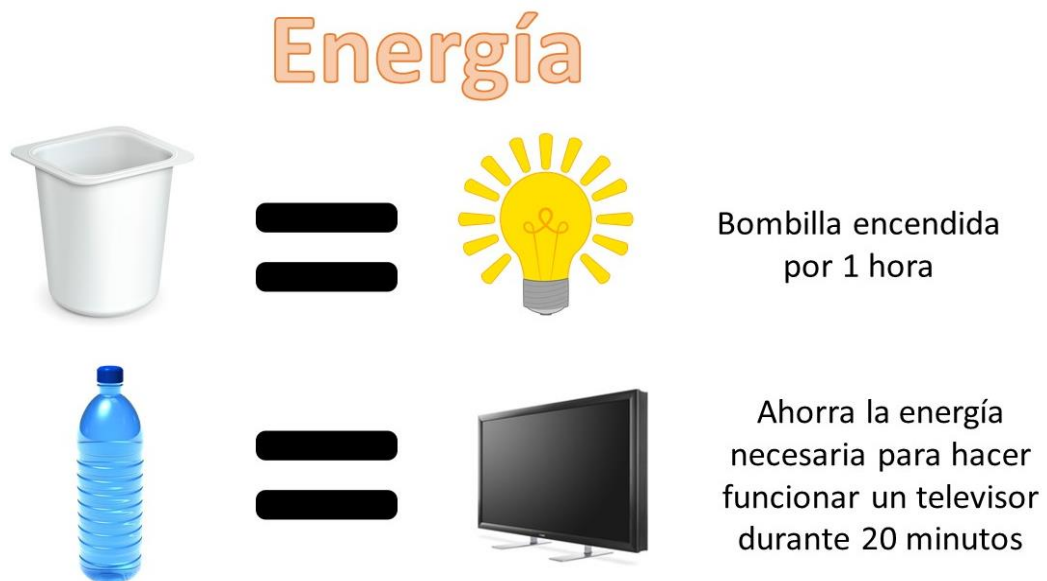 Energía
Bombilla encendida
por 1 hora
Ahorra la energía
necesaria para hacer
funcionar un televisor
durante 20 minutos